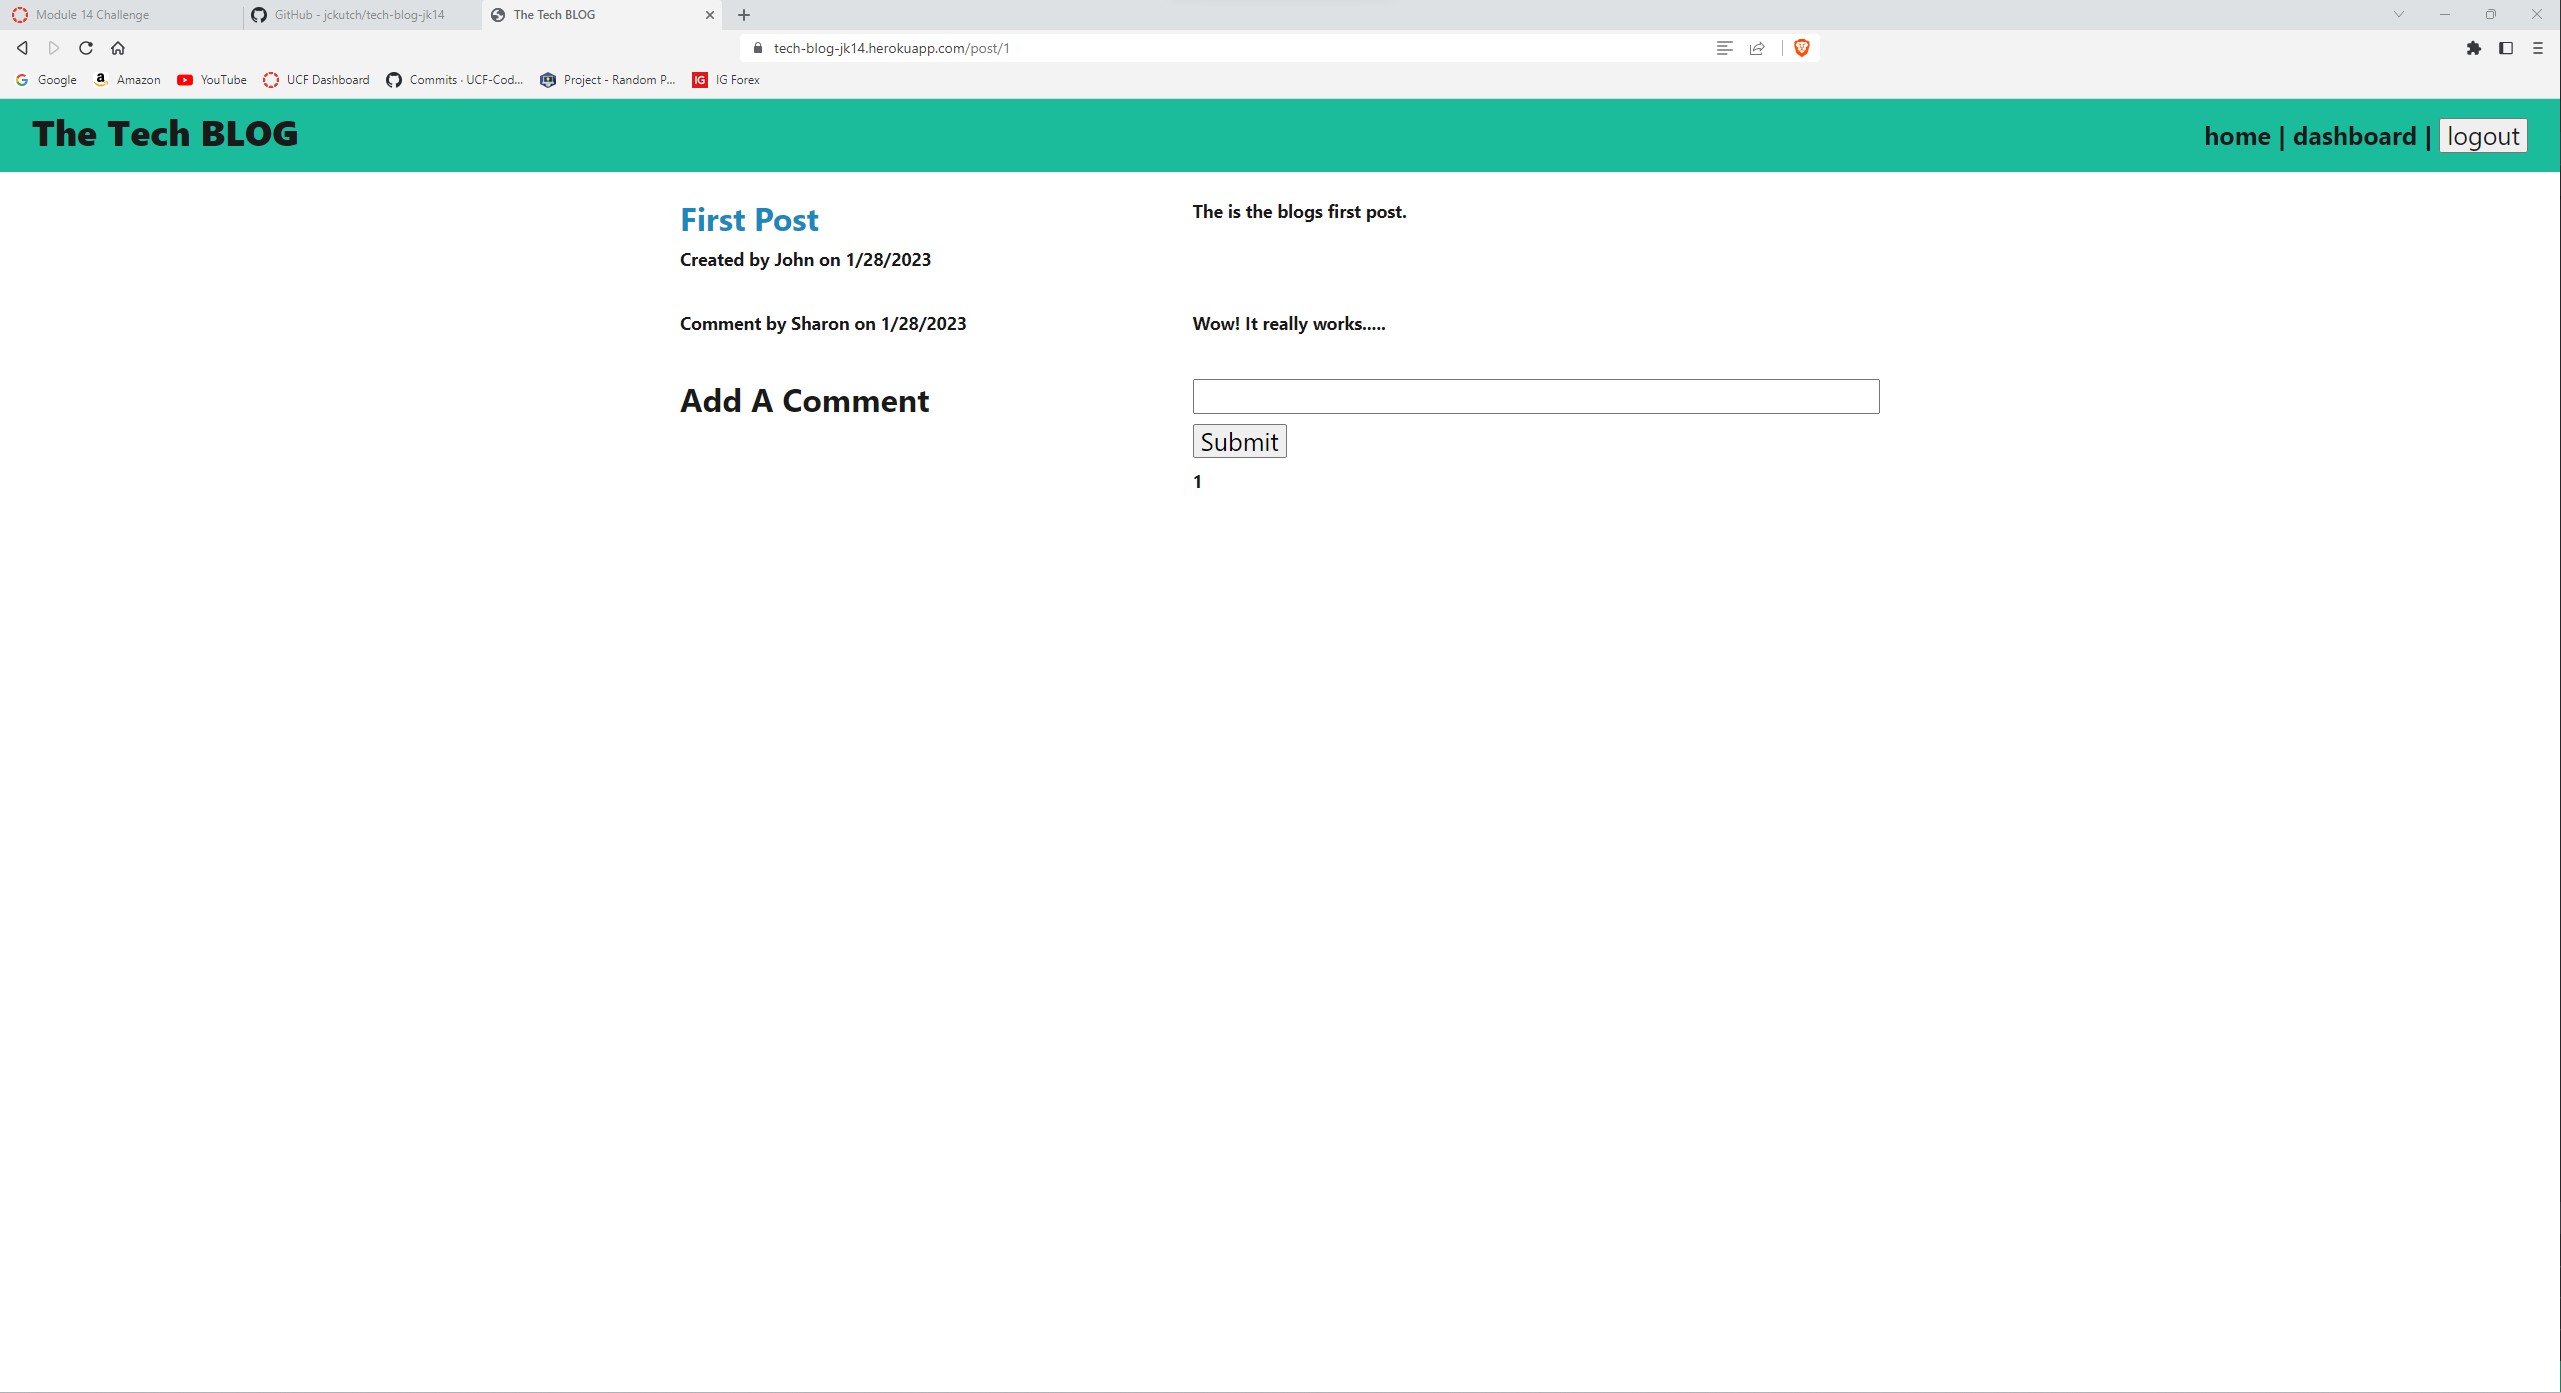 Module 14 Challenge
GitHub - jckutch/tech-blog-jk14
The Tech BLOG
tech-blog-jk14.herokuapp.com/post/1
Google
Amazon
YouTube
UCF Dashboard
Commits · UCF-Cod...
Project - Random P...
IG IG Forex
The Tech BLOG
home | dashboard | logout
First Post
The is the blogs first post.
Created by John on 1/28/2023
Comment by Sharon on 1/28/2023
Wow! It really works.....
Add A Comment
Submit
1